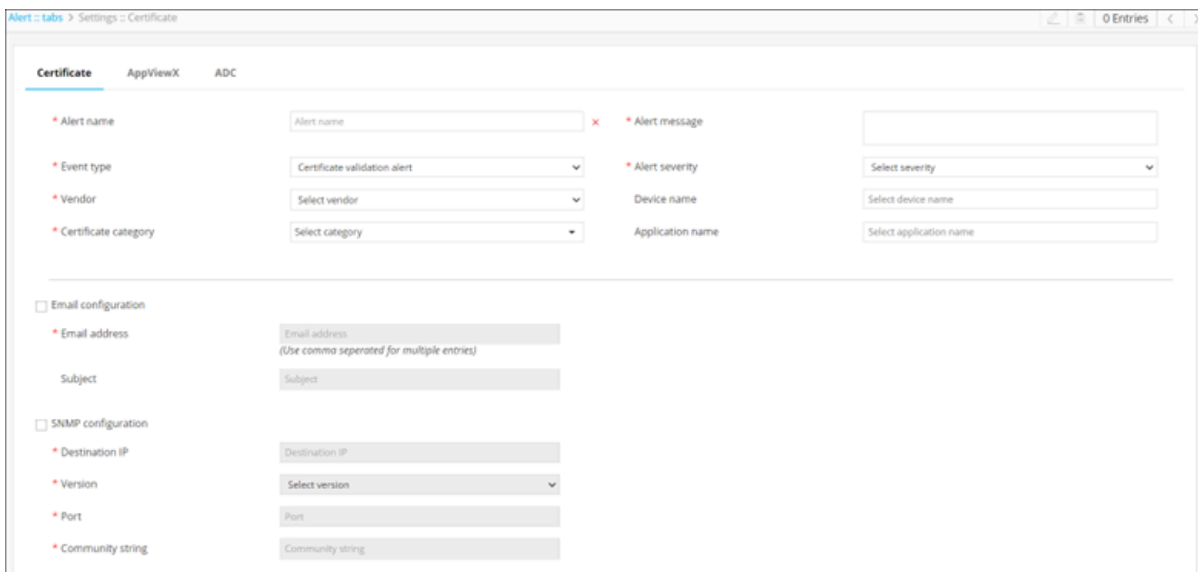 Alert :: tabs > Settings :: Certificate
0 Entries
Certificate AppViewX ADC
* Alert name Alert name × * Alert message
* Event type Certificate validation alert * Alert severity Select severity
* Vendor Select vendor Device name Select device name
* Certificate category Select category Application name Select application name
Email configuration
* Email address Email address
(Use comma seperated for multiple entries)
Subject Subject
SNMP configuration
* Destination IP Destination IP
* Version Select version
* Port Port
* Community string Community string